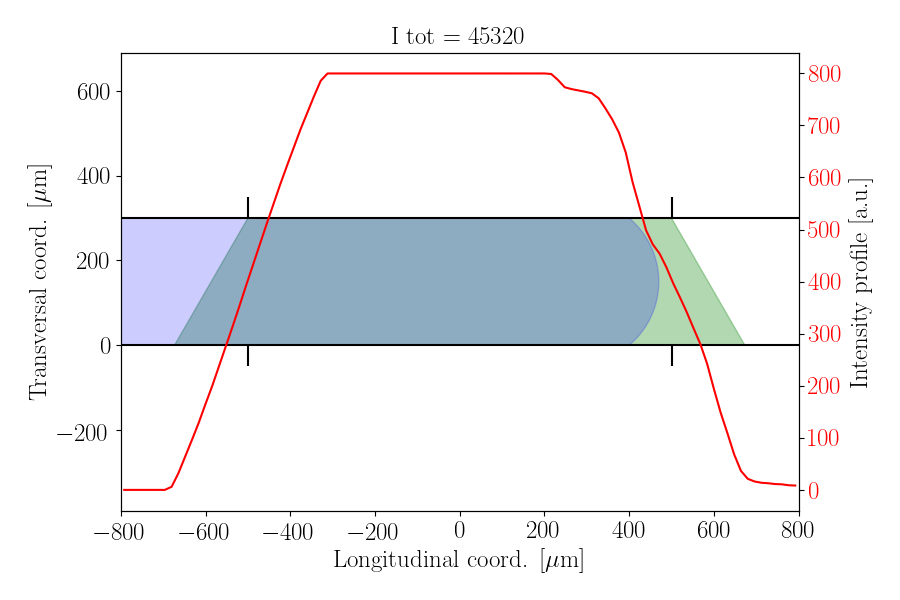 I tot = 45320
Transversal coord. [μm]
600
400
200
0
−200
800
700
600
500
400
300
200
100
0
Intensity profile [a.u.]
−800 −600 −400 −200 0 200 400 600 800
Longitudinal coord. [μm]